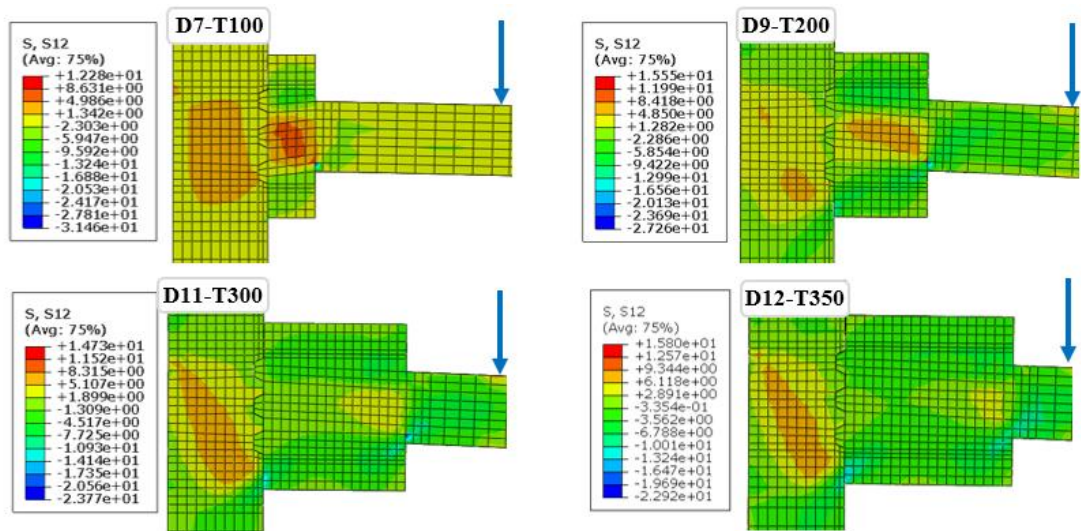 D7-T100
S, S12
(Avg: 75%)
+1.228e+01
+8.631e+00
+4.986e+00
+1.342e+00
-2.303e+00
-5.947e+00
-9.592e+00
-1.324e+01
-1.688e+01
-2.053e+01
-2.417e+01
-2.781e+01
-3.146e+01
D9-T200
S, S12
(Avg: 75%)
+1.555e+01
+1.199e+01
+8.418e+00
+4.850e+00
+1.282e+00
-2.286e+00
-5.854e+00
-9.422e+00
-1.299e+01
-1.656e+01
-2.013e+01
-2.369e+01
-2.726e+01
D11-T300
S, S12
(Avg: 75%)
+1.473e+01
+1.152e+01
+8.315e+00
+5.107e+00
+1.899e+00
-1.309e+00
-4.517e+00
-7.725e+00
-1.093e+01
-1.414e+01
-1.735e+01
-2.056e+01
-2.377e+01
D12-T350
S, S12
(Avg: 75%)
+1.580e+01
+1.257e+01
+9.344e+00
+6.118e+00
+2.891e+00
-3.354e-01
-3.562e+00
-6.788e+00
-1.001e+01
-1.324e+01
-1.647e+01
-1.969e+01
-2.292e+01